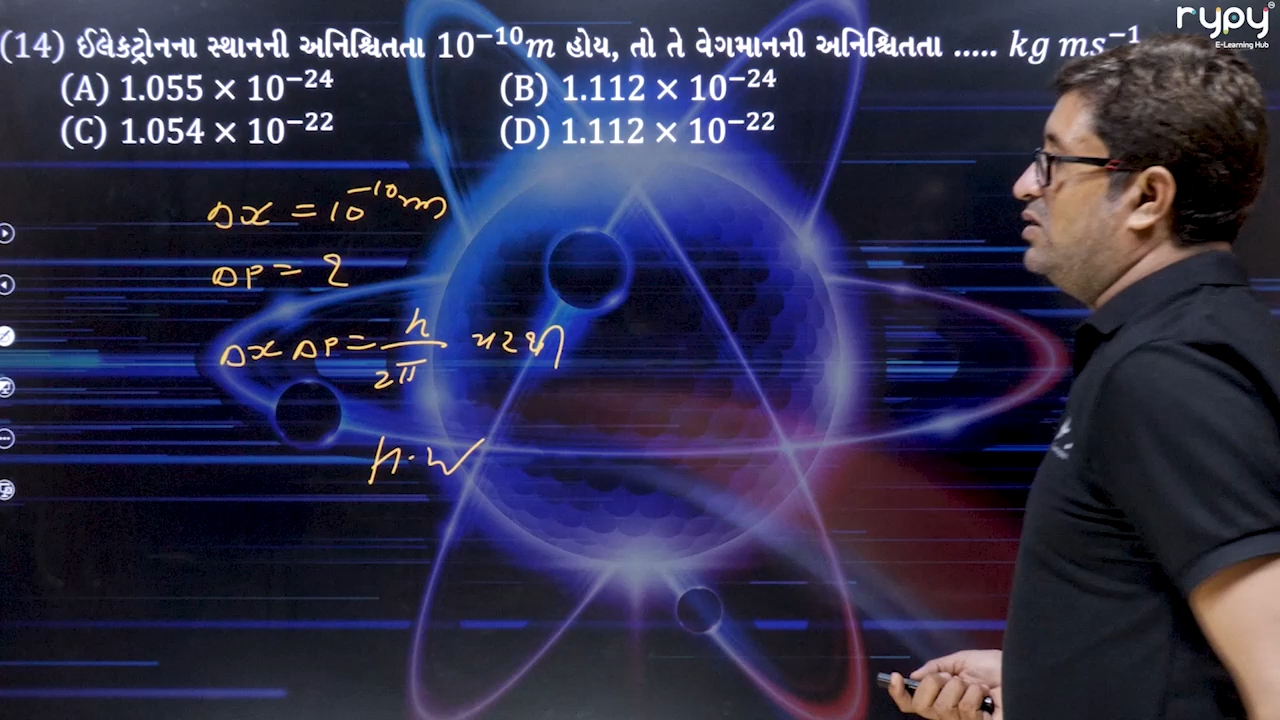 rypy
E-Learning Hub
(14) ઈલેક્ટ્રોનના સ્થાનની અનિશ્ચિતતા 10⁻¹⁰m હોય, તો તે વેગમાનની અનિશ્ચિતતા ..... kg ms⁻¹
(A) 1.055 × 10⁻²⁴ (B) 1.112 × 10⁻²⁴
(C) 1.054 × 10⁻²² (D) 1.112 × 10⁻²²
Δx = 10⁻¹⁰m
ΔP = ?
Δx ΔP = h/2π પરથી
H.W